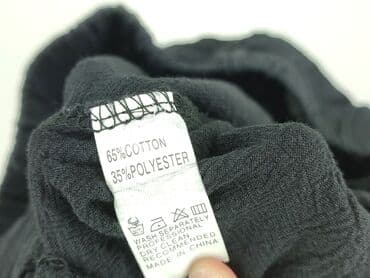 65%COTTON
35%POLYESTER
WASH SEPARATELY
PROFESSIONAL
DRY CLEAN
RECOMMENDED
MADE IN CHINA